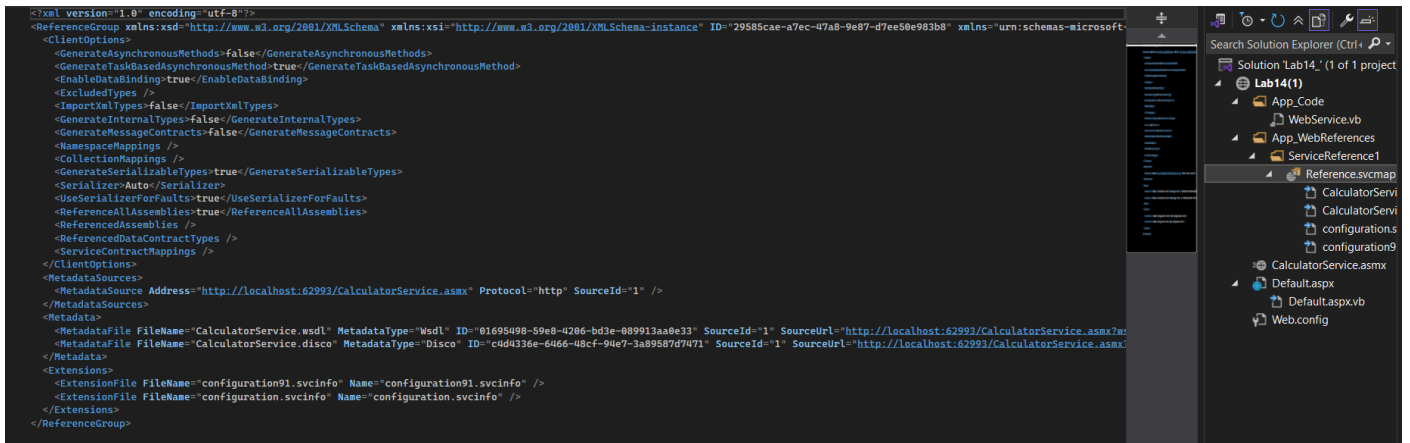 <?xml version="1.0" encoding="utf-8"?>
<ReferenceGroup xmlns:xsd="http://www.w3.org/2001/XMLSchema" xmlns:xsi="http://www.w3.org/2001/XMLSchema-instance" ID="29585cae-a7ec-47a8-9e87-d7ee50e983b8" xmlns="urn:schemas-microsoft-
<ClientOptions>
<GenerateAsynchronousMethods>false</GenerateAsynchronousMethods>
<GenerateTaskBasedAsynchronousMethod>true</GenerateTaskBasedAsynchronousMethod>
<EnableDataBinding>true</EnableDataBinding>
<ExcludedTypes />
<ImportXmlTypes>false</ImportXmlTypes>
<GenerateInternalTypes>false</GenerateInternalTypes>
<GenerateMessageContracts>false</GenerateMessageContracts>
<NamespaceMappings />
<CollectionMappings />
<GenerateSerializableTypes>true</GenerateSerializableTypes>
<Serializer>Auto</Serializer>
<UseSerializerForFaults>true</UseSerializerForFaults>
<ReferenceAllAssemblies>true</ReferenceAllAssemblies>
<ReferencedAssemblies />
<ReferencedDataContractTypes />
<ServiceContractMappings />
</ClientOptions>
<MetadataSources>
<MetadataSource Address="http://localhost:62993/CalculatorService.asmx" Protocol="http" SourceId="1" />
</MetadataSources>
<Metadata>
<MetadataFile FileName="CalculatorService.wsdl" MetadataType="Wsdl" ID="01695498-59e8-4206-bd3e-089913aa0e33" SourceId="1" SourceUrl="http://localhost:62993/CalculatorService.asmx?ws
<MetadataFile FileName="CalculatorService.disco" MetadataType="Disco" ID="c4d4336e-6466-48cf-94e7-3a89587d7471" SourceId="1" SourceUrl="http://localhost:62993/CalculatorService.asmx?
</Metadata>
<Extensions>
<ExtensionFile FileName="configuration91.svcinfo" Name="configuration91.svcinfo" />
<ExtensionFile FileName="configuration.svcinfo" Name="configuration.svcinfo" />
</Extensions>
</ReferenceGroup>
Search Solution Explorer (Ctrl+
Solution 'Lab14_' (1 of 1 project
Lab14(1)
App_Code
WebService.vb
App_WebReferences
ServiceReference1
Reference.svcmap
CalculatorServi
CalculatorServi
configuration.s
configuration9
CalculatorService.asmx
Default.aspx
Default.aspx.vb
Web.config